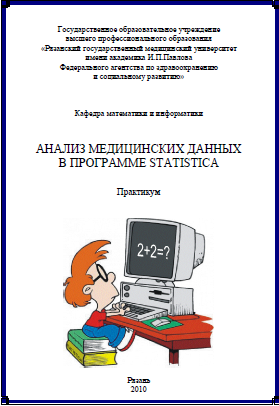 Государственное образовательное учреждение
высшего профессионального образования
«Рязанский государственный медицинский университет
имени академика И.П.Павлова
Федерального агентства по здравоохранению
и социальному развитию»
Кафедра математики и информатики
АНАЛИЗ МЕДИЦИНСКИХ ДАННЫХ
В ПРОГРАММЕ STATISTICA
Практикум
2+2=?
Рязань
2010